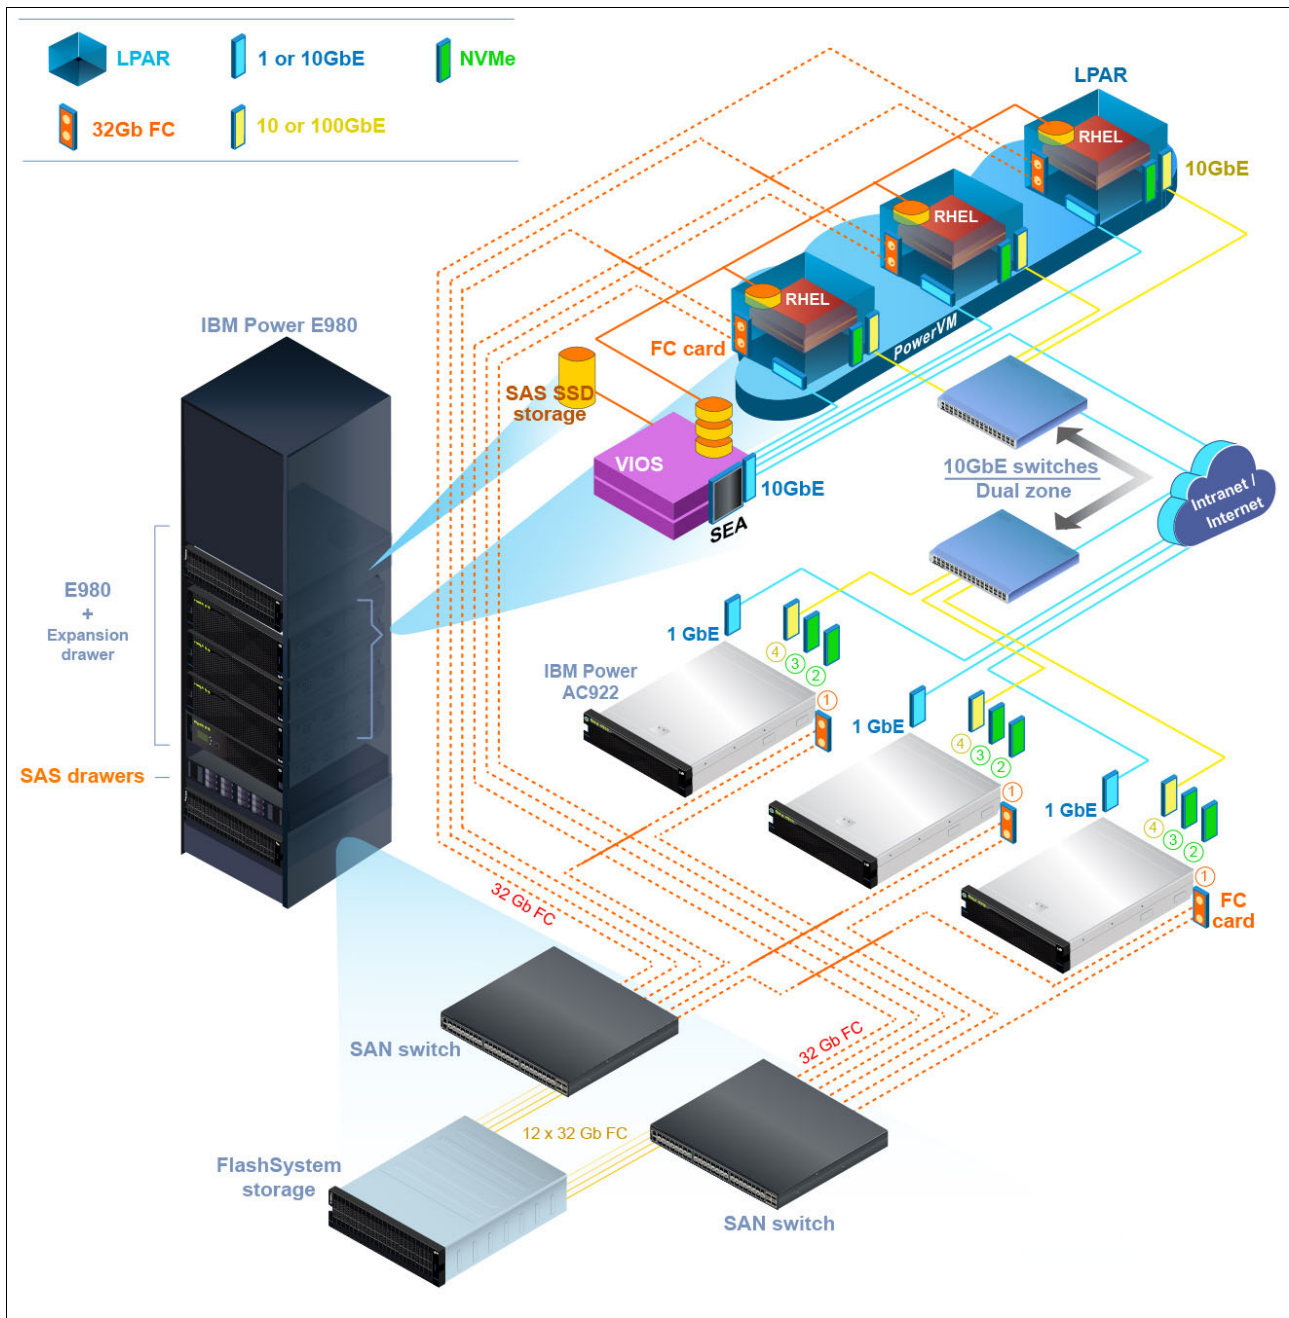 LPAR
1 or 10GbE
NVMe
32Gb FC
10 or 100GbE
LPAR
RHEL
10GbE
RHEL
RHEL
PowerVM
FC card
IBM Power E980
SAS SSD
storage
VIOS
10GbE
SEA
10GbE switches
Dual zone
Intranet /
Internet
E980
+
Expansion
drawer
SAS drawers
1 GbE
4
3
2
1
IBM Power
AC922
1 GbE
4
3
2
1
1 GbE
4
3
2
1
FC
card
32 Gb FC
32 Gb FC
SAN switch
12 x 32 Gb FC
FlashSystem
storage
SAN switch